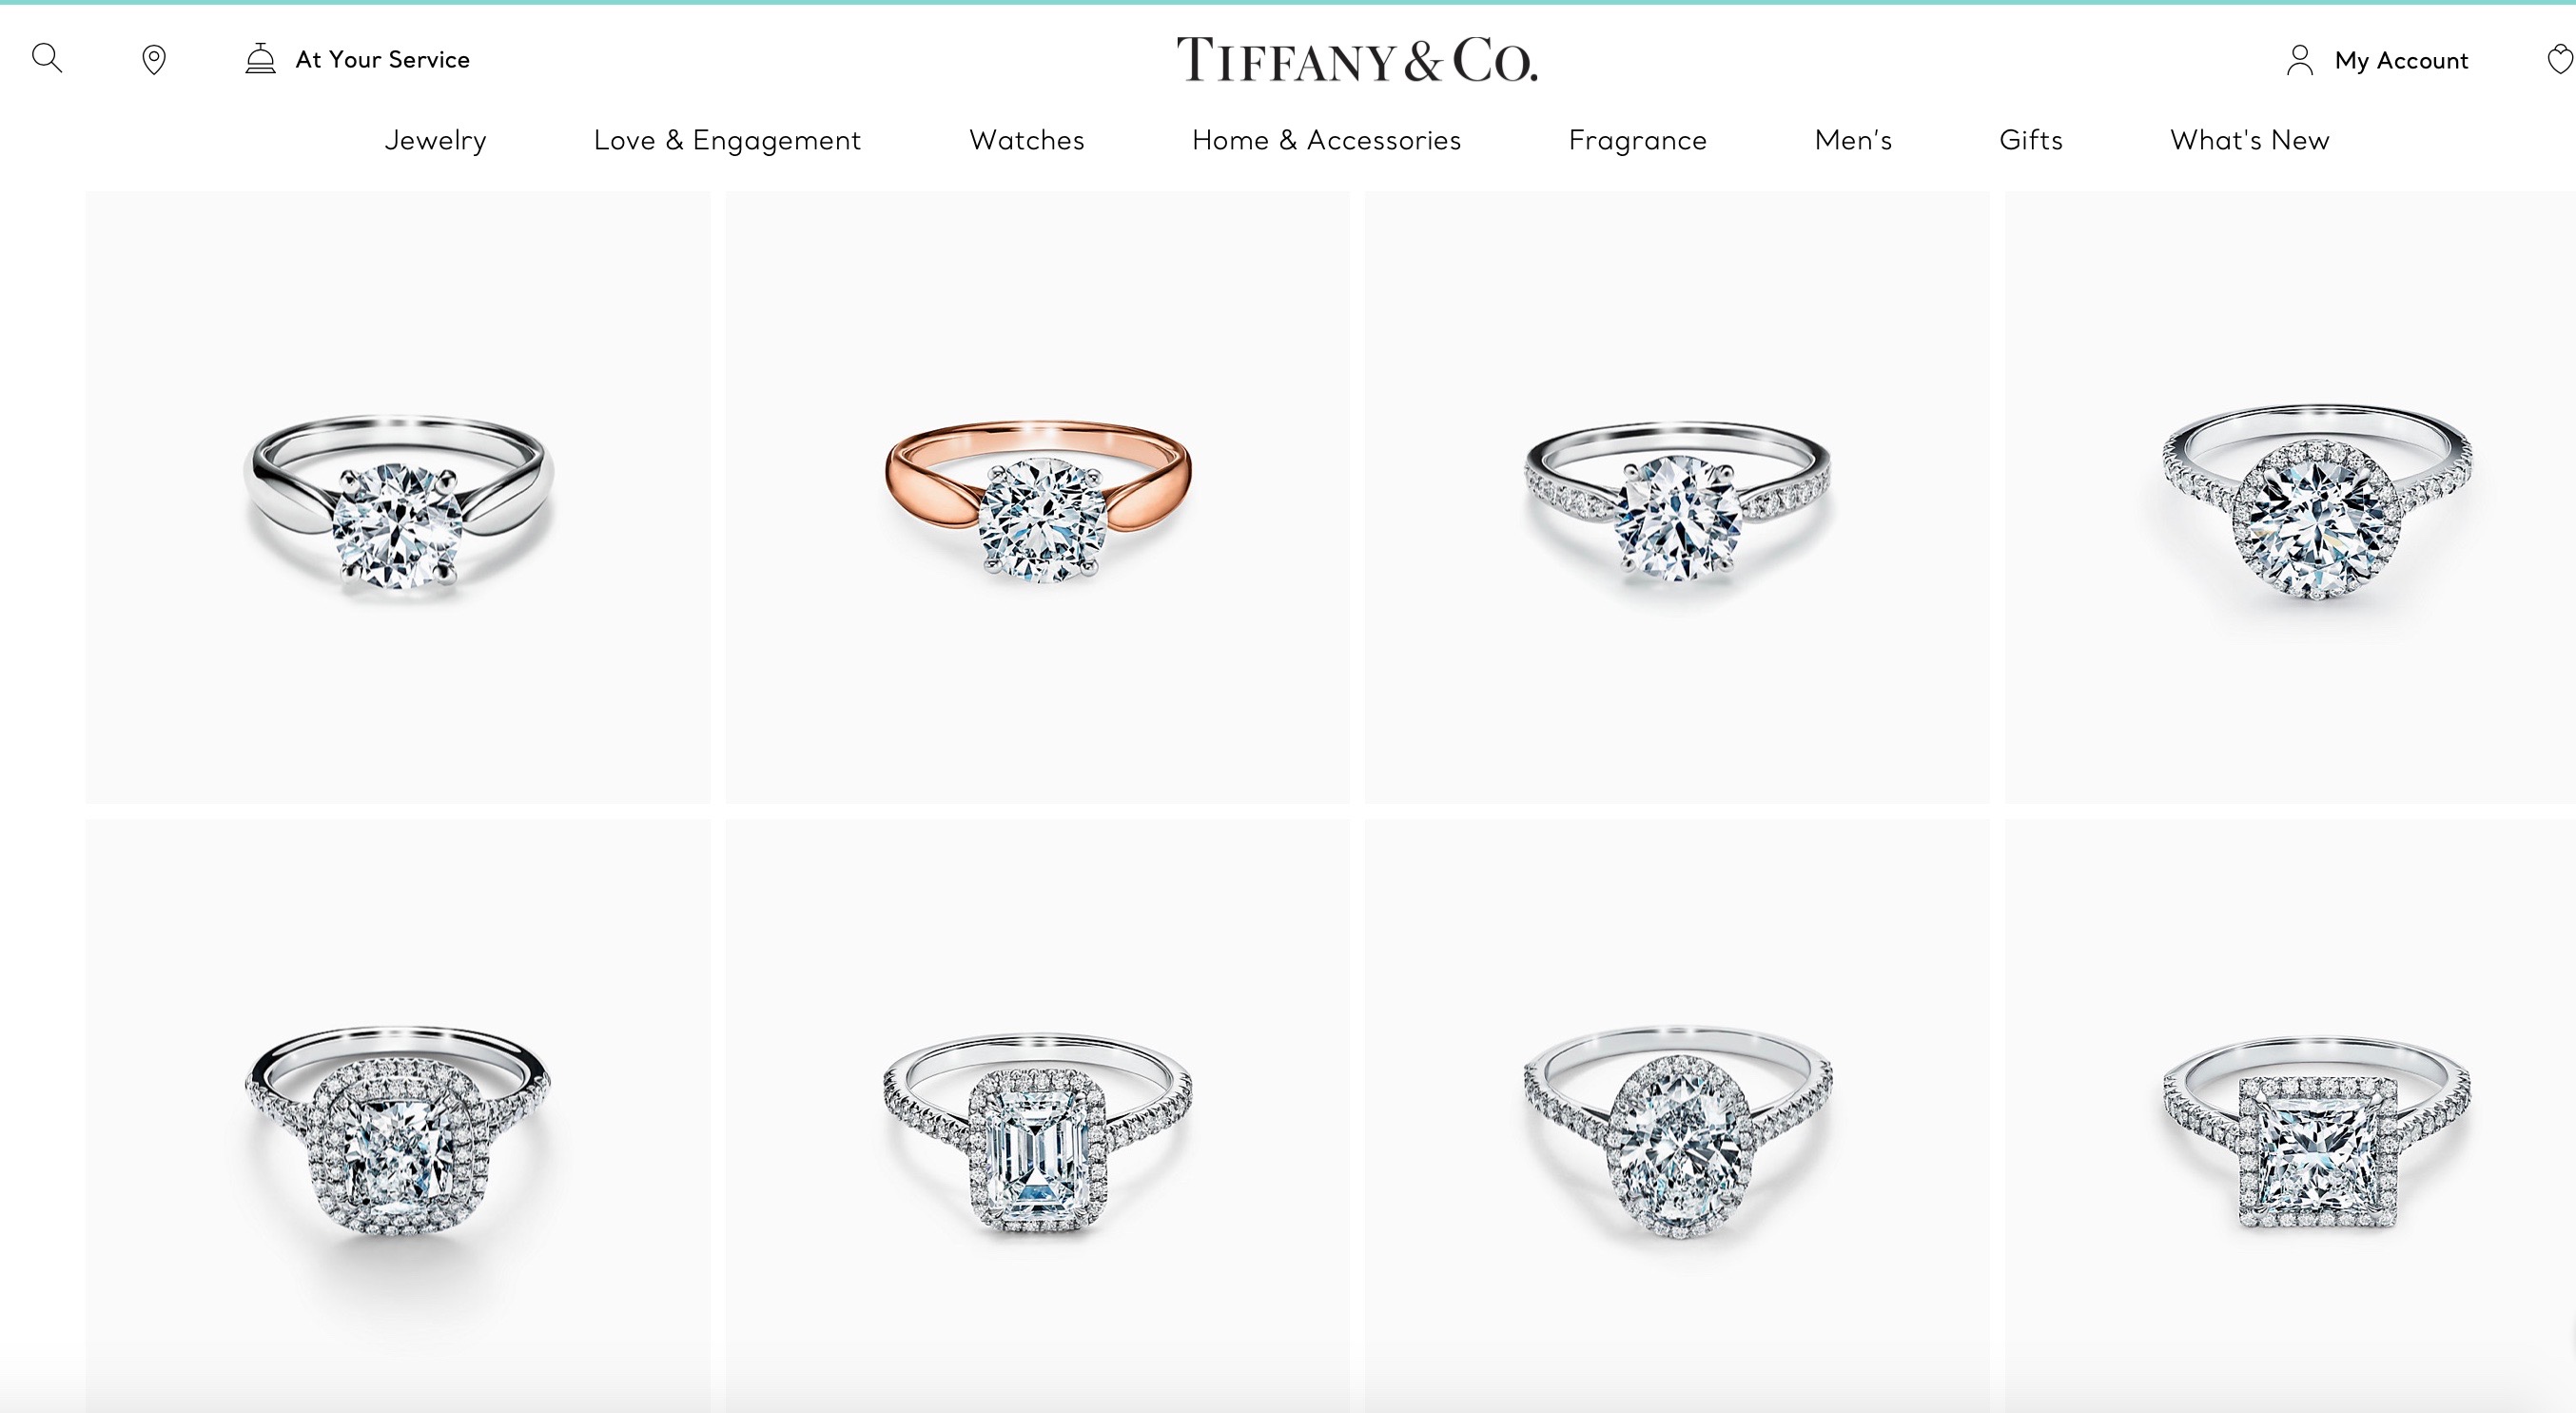 At Your Service
TIFFANY & CO.
My Account
Jewelry
Love & Engagement
Watches
Home & Accessories
Fragrance
Men’s
Gifts
What's New